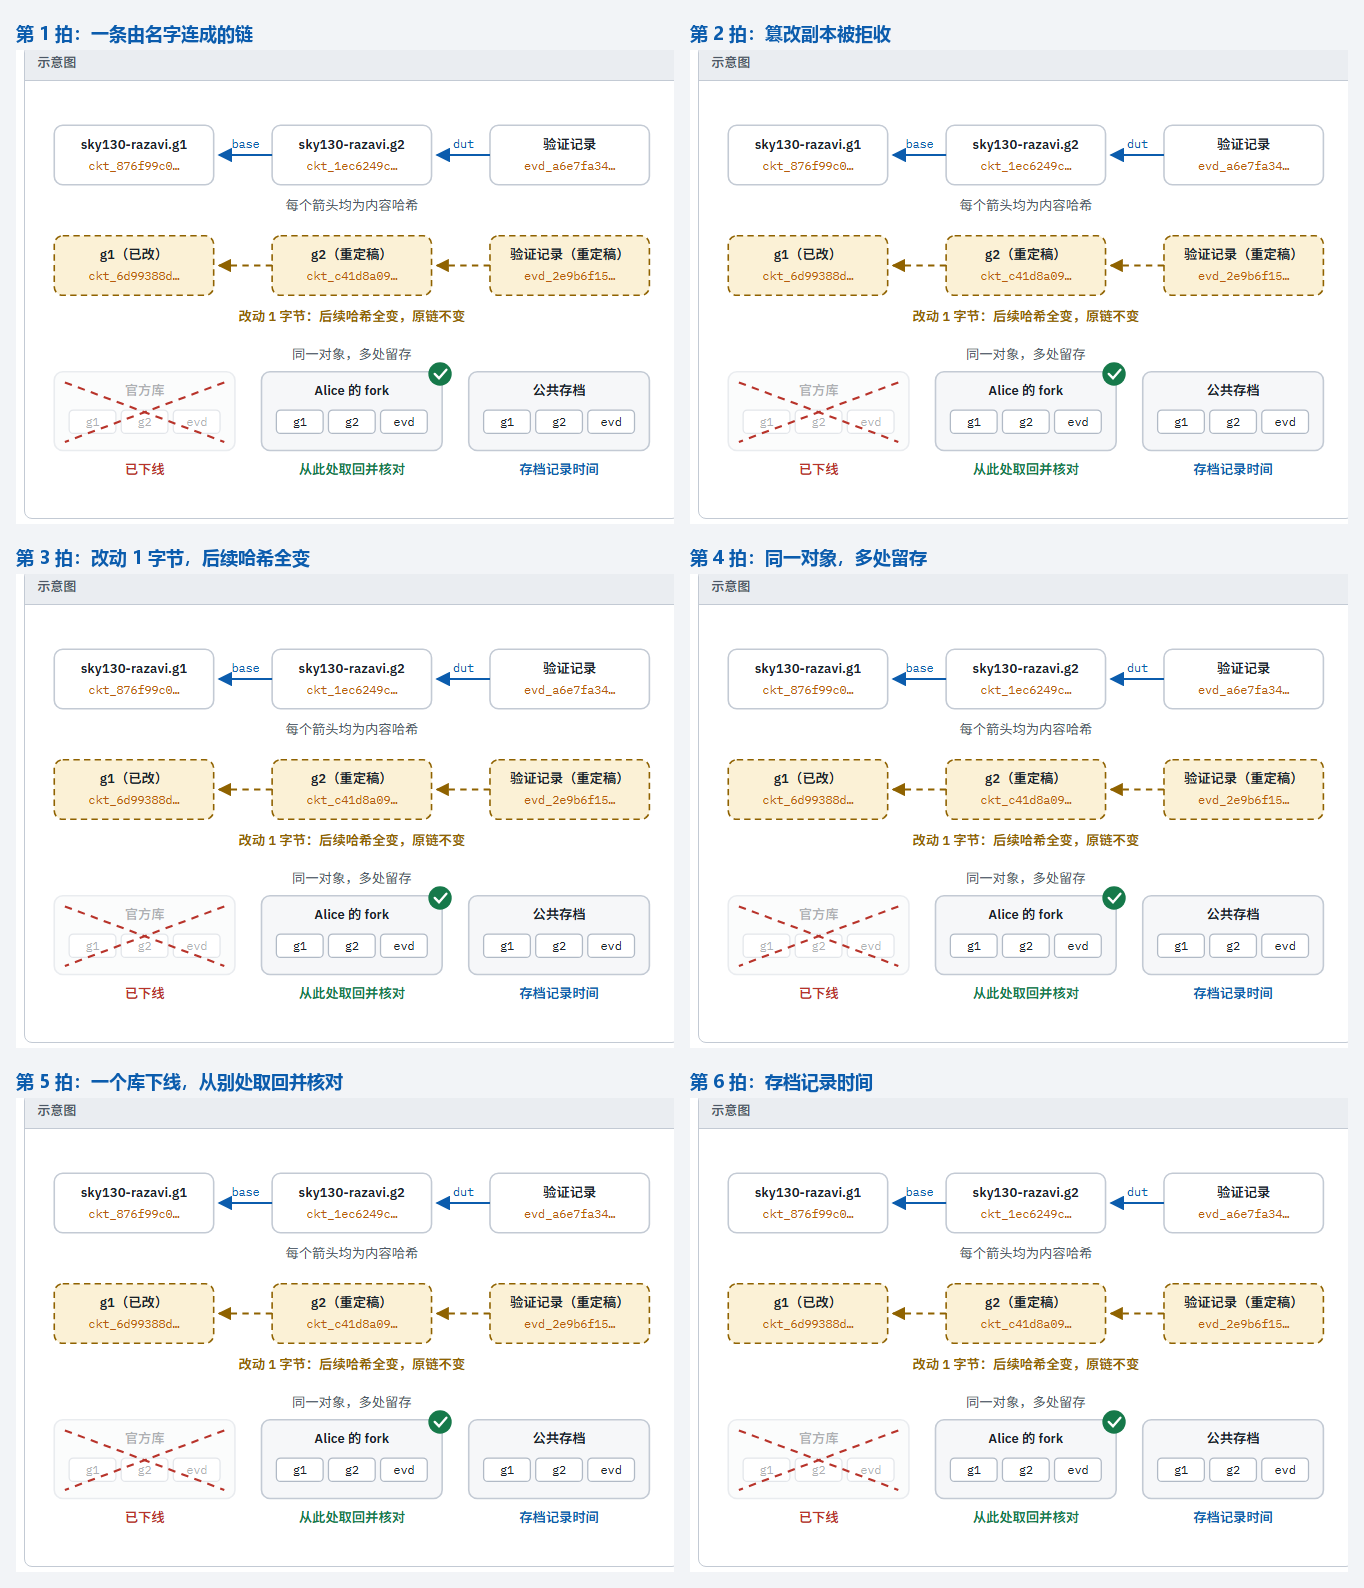 第 1 拍：一条由名字连成的链
示意图
sky130-razavi.g1
ckt_876f99c0…
base
sky130-razavi.g2
ckt_1ec6249c…
dut
验证记录
evd_a6e7fa34…
每个箭头均为内容哈希
g1（已改）
ckt_6d99388d…
g2（重定稿）
ckt_c41d8a09…
验证记录（重定稿）
evd_2e9b6f15…
改动 1 字节：后续哈希全变，原链不变
同一对象，多处留存
官方库
g1 g2 evd
已下线
Alice 的 fork
g1 g2 evd
从此处取回并核对
公共存档
g1 g2 evd
存档记录时间
第 2 拍：篡改副本被拒收
示意图
sky130-razavi.g1
ckt_876f99c0…
base
sky130-razavi.g2
ckt_1ec6249c…
dut
验证记录
evd_a6e7fa34…
每个箭头均为内容哈希
g1（已改）
ckt_6d99388d…
g2（重定稿）
ckt_c41d8a09…
验证记录（重定稿）
evd_2e9b6f15…
改动 1 字节：后续哈希全变，原链不变
同一对象，多处留存
官方库
g1 g2 evd
已下线
Alice 的 fork
g1 g2 evd
从此处取回并核对
公共存档
g1 g2 evd
存档记录时间
第 3 拍：改动 1 字节，后续哈希全变
示意图
sky130-razavi.g1
ckt_876f99c0…
base
sky130-razavi.g2
ckt_1ec6249c…
dut
验证记录
evd_a6e7fa34…
每个箭头均为内容哈希
g1（已改）
ckt_6d99388d…
g2（重定稿）
ckt_c41d8a09…
验证记录（重定稿）
evd_2e9b6f15…
改动 1 字节：后续哈希全变，原链不变
同一对象，多处留存
官方库
g1 g2 evd
已下线
Alice 的 fork
g1 g2 evd
从此处取回并核对
公共存档
g1 g2 evd
存档记录时间
第 4 拍：同一对象，多处留存
示意图
sky130-razavi.g1
ckt_876f99c0…
base
sky130-razavi.g2
ckt_1ec6249c…
dut
验证记录
evd_a6e7fa34…
每个箭头均为内容哈希
g1（已改）
ckt_6d99388d…
g2（重定稿）
ckt_c41d8a09…
验证记录（重定稿）
evd_2e9b6f15…
改动 1 字节：后续哈希全变，原链不变
同一对象，多处留存
官方库
g1 g2 evd
已下线
Alice 的 fork
g1 g2 evd
从此处取回并核对
公共存档
g1 g2 evd
存档记录时间
第 5 拍：一个库下线，从别处取回并核对
示意图
sky130-razavi.g1
ckt_876f99c0…
base
sky130-razavi.g2
ckt_1ec6249c…
dut
验证记录
evd_a6e7fa34…
每个箭头均为内容哈希
g1（已改）
ckt_6d99388d…
g2（重定稿）
ckt_c41d8a09…
验证记录（重定稿）
evd_2e9b6f15…
改动 1 字节：后续哈希全变，原链不变
同一对象，多处留存
官方库
g1 g2 evd
已下线
Alice 的 fork
g1 g2 evd
从此处取回并核对
公共存档
g1 g2 evd
存档记录时间
第 6 拍：存档记录时间
示意图
sky130-razavi.g1
ckt_876f99c0…
base
sky130-razavi.g2
ckt_1ec6249c…
dut
验证记录
evd_a6e7fa34…
每个箭头均为内容哈希
g1（已改）
ckt_6d99388d…
g2（重定稿）
ckt_c41d8a09…
验证记录（重定稿）
evd_2e9b6f15…
改动 1 字节：后续哈希全变，原链不变
同一对象，多处留存
官方库
g1 g2 evd
已下线
Alice 的 fork
g1 g2 evd
从此处取回并核对
公共存档
g1 g2 evd
存档记录时间